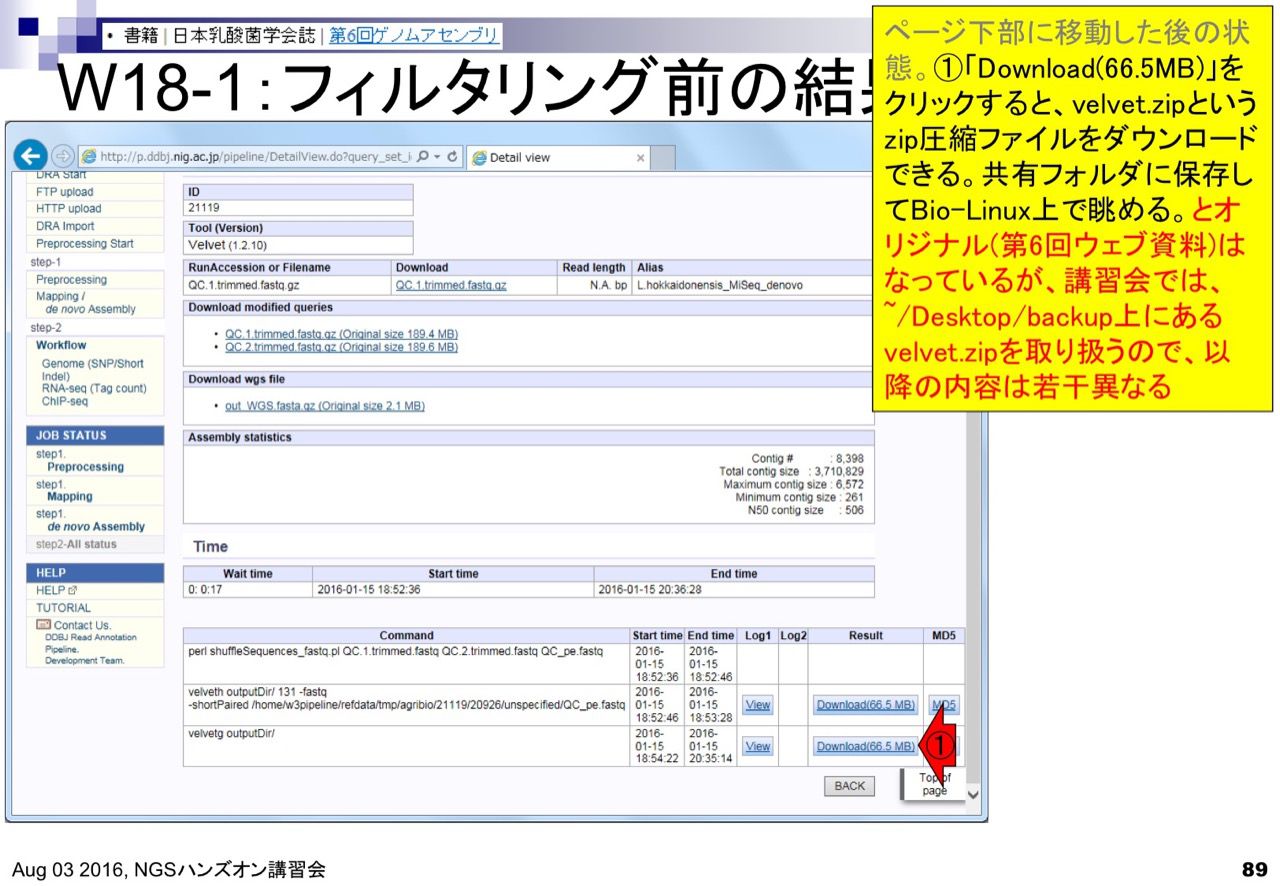 • 書籍 | 日本乳酸菌学会誌 | 第6回ゲノムアセンブリ
W18-1：フィルタリング前の結果
ページ下部に移動した後の状
態。①「Download(66.5MB)」を
クリックすると、velvet.zipという
zip圧縮ファイルをダウンロード
できる。共有フォルダに保存し
てBio-Linux上で眺める。とオ
リジナル(第6回ウェブ資料)は
なっているが、講習会では、
~/Desktop/backup上にある
velvet.zipを取り扱うので、以
降の内容は若干異なる
http://p.ddbj.nig.ac.jp/pipeline/DetailView.do?query_set_i
Detail view
DRA Start
FTP upload
HTTP upload
DRA Import
Preprocessing Start
step-1
Preprocessing
Mapping /
de novo Assembly
step-2
Workflow
Genome (SNP/Short
Indel)
RNA-seq (Tag count)
ChIP-seq
JOB STATUS
step1.
Preprocessing
step1.
Mapping
step1.
de novo Assembly
step2-All status
HELP
HELP
TUTORIAL
Contact Us.
DDBJ Read Annotation
Pipeline.
Development Team.
ID
21119
Tool (Version)
Velvet (1.2.10)
RunAccession or Filename Download Read length Alias
QC.1.trimmed.fastq.gz QC.1.trimmed.fastq.gz N.A. bp L.hokkaidonensis_MiSeq_denovo
Download modified queries
• QC.1.trimmed.fastq.gz (Original size 189.4 MB)
• QC.2.trimmed.fastq.gz (Original size 189.6 MB)
Download wgs file
• out_WGS.fasta.gz (Original size 2.1 MB)
Assembly statistics
Contig # : 8,398
Total contig size : 3,710,829
Maximum contig size : 6,572
Minimum contig size : 261
N50 contig size : 506
Time
Wait time Start time End time
0: 0:17 2016-01-15 18:52:36 2016-01-15 20:36:28
Command Start time End time Log1 Log2 Result MD5
perl shuffleSequences_fastq.pl QC.1.trimmed.fastq QC.2.trimmed.fastq QC_pe.fastq 2016- 2016-
01-15 01-15
18:52:36 18:52:46
velveth outputDir/ 131 -fastq 2016- 2016-
-shortPaired /home/w3pipeline/refdata/tmp/agribio/21119/20926/unspecified/QC_pe.fastq 01-15 01-15 View Download(66.5 MB) MD5
18:52:46 18:53:28
velvetg outputDir/ 2016- 2016-
01-15 01-15 View Download(66.5 MB) ①
18:54:22 20:35:14
BACK
Top of
page
Aug 03 2016, NGSハンズオン講習会
89